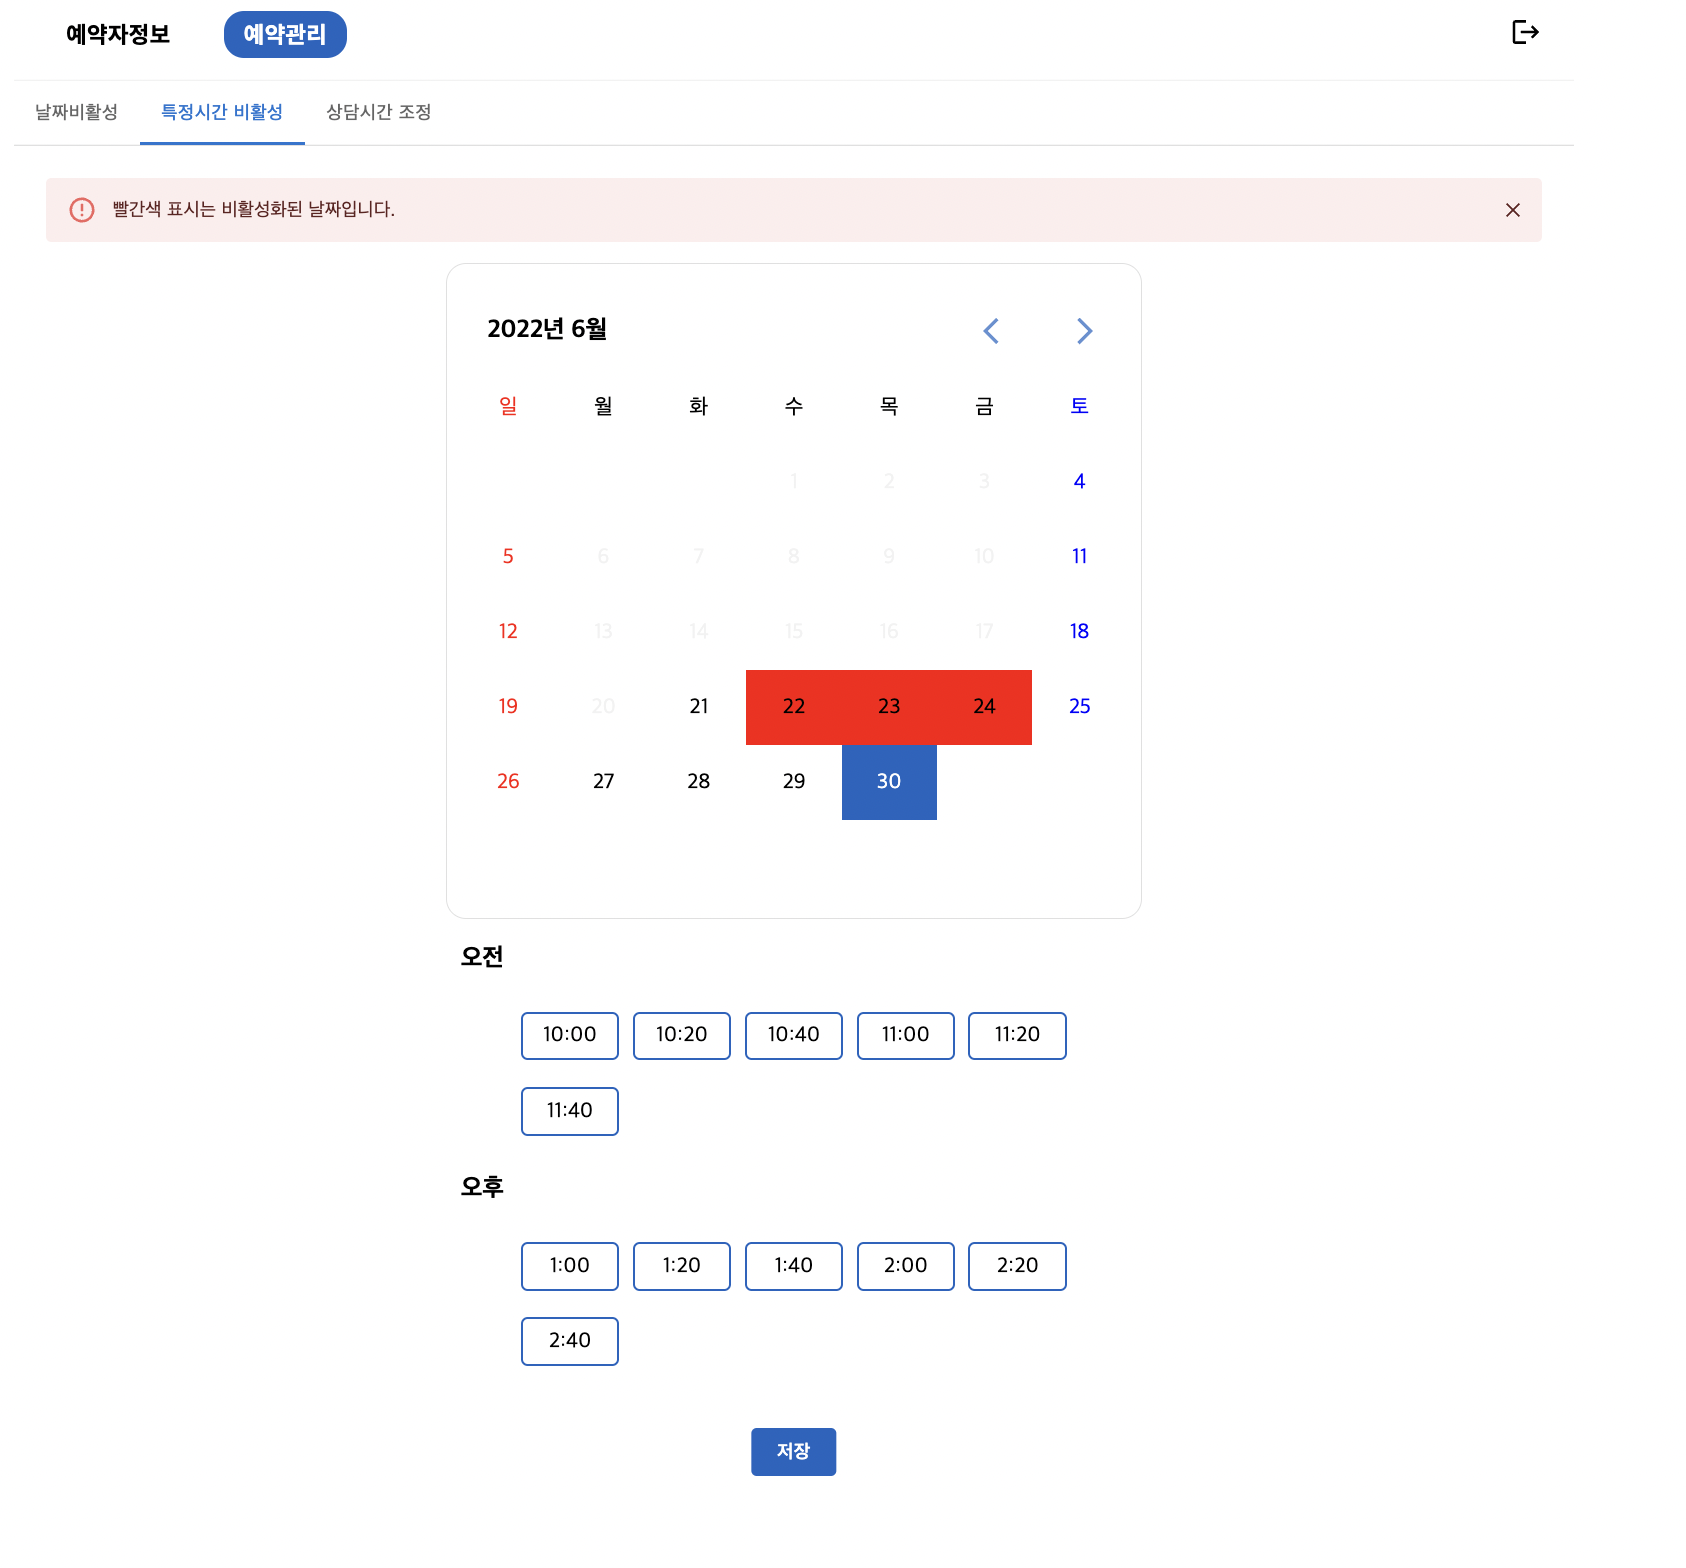 예약자정보 예약관리
날짜비활성 특정시간 비활성 상담시간 조정
빨간색 표시는 비활성화된 날짜입니다.
2022년 6월
일 월 화 수 목 금 토
1 2 3 4
5 6 7 8 9 10 11
12 13 14 15 16 17 18
19 20 21 22 23 24 25
26 27 28 29 30
오전
10:00 10:20 10:40 11:00 11:20
11:40
오후
1:00 1:20 1:40 2:00 2:20
2:40
저장